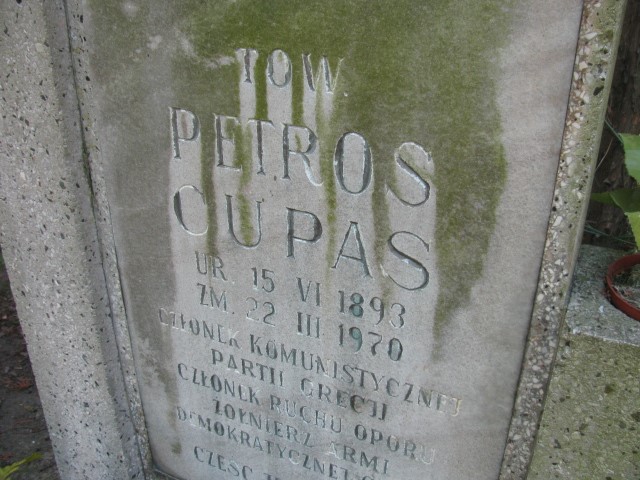 TOW.
PETROS
CUPAS
UR. 15 VI 1893
ZM. 22 III 1970
CZŁONEK KOMUNISTYCZNEJ
PARTII GRECJI
CZŁONEK RUCHU OPORU
ŻOŁNIERZ ARMI
DEMOKRATYCZNEJ
CZEŚĆ